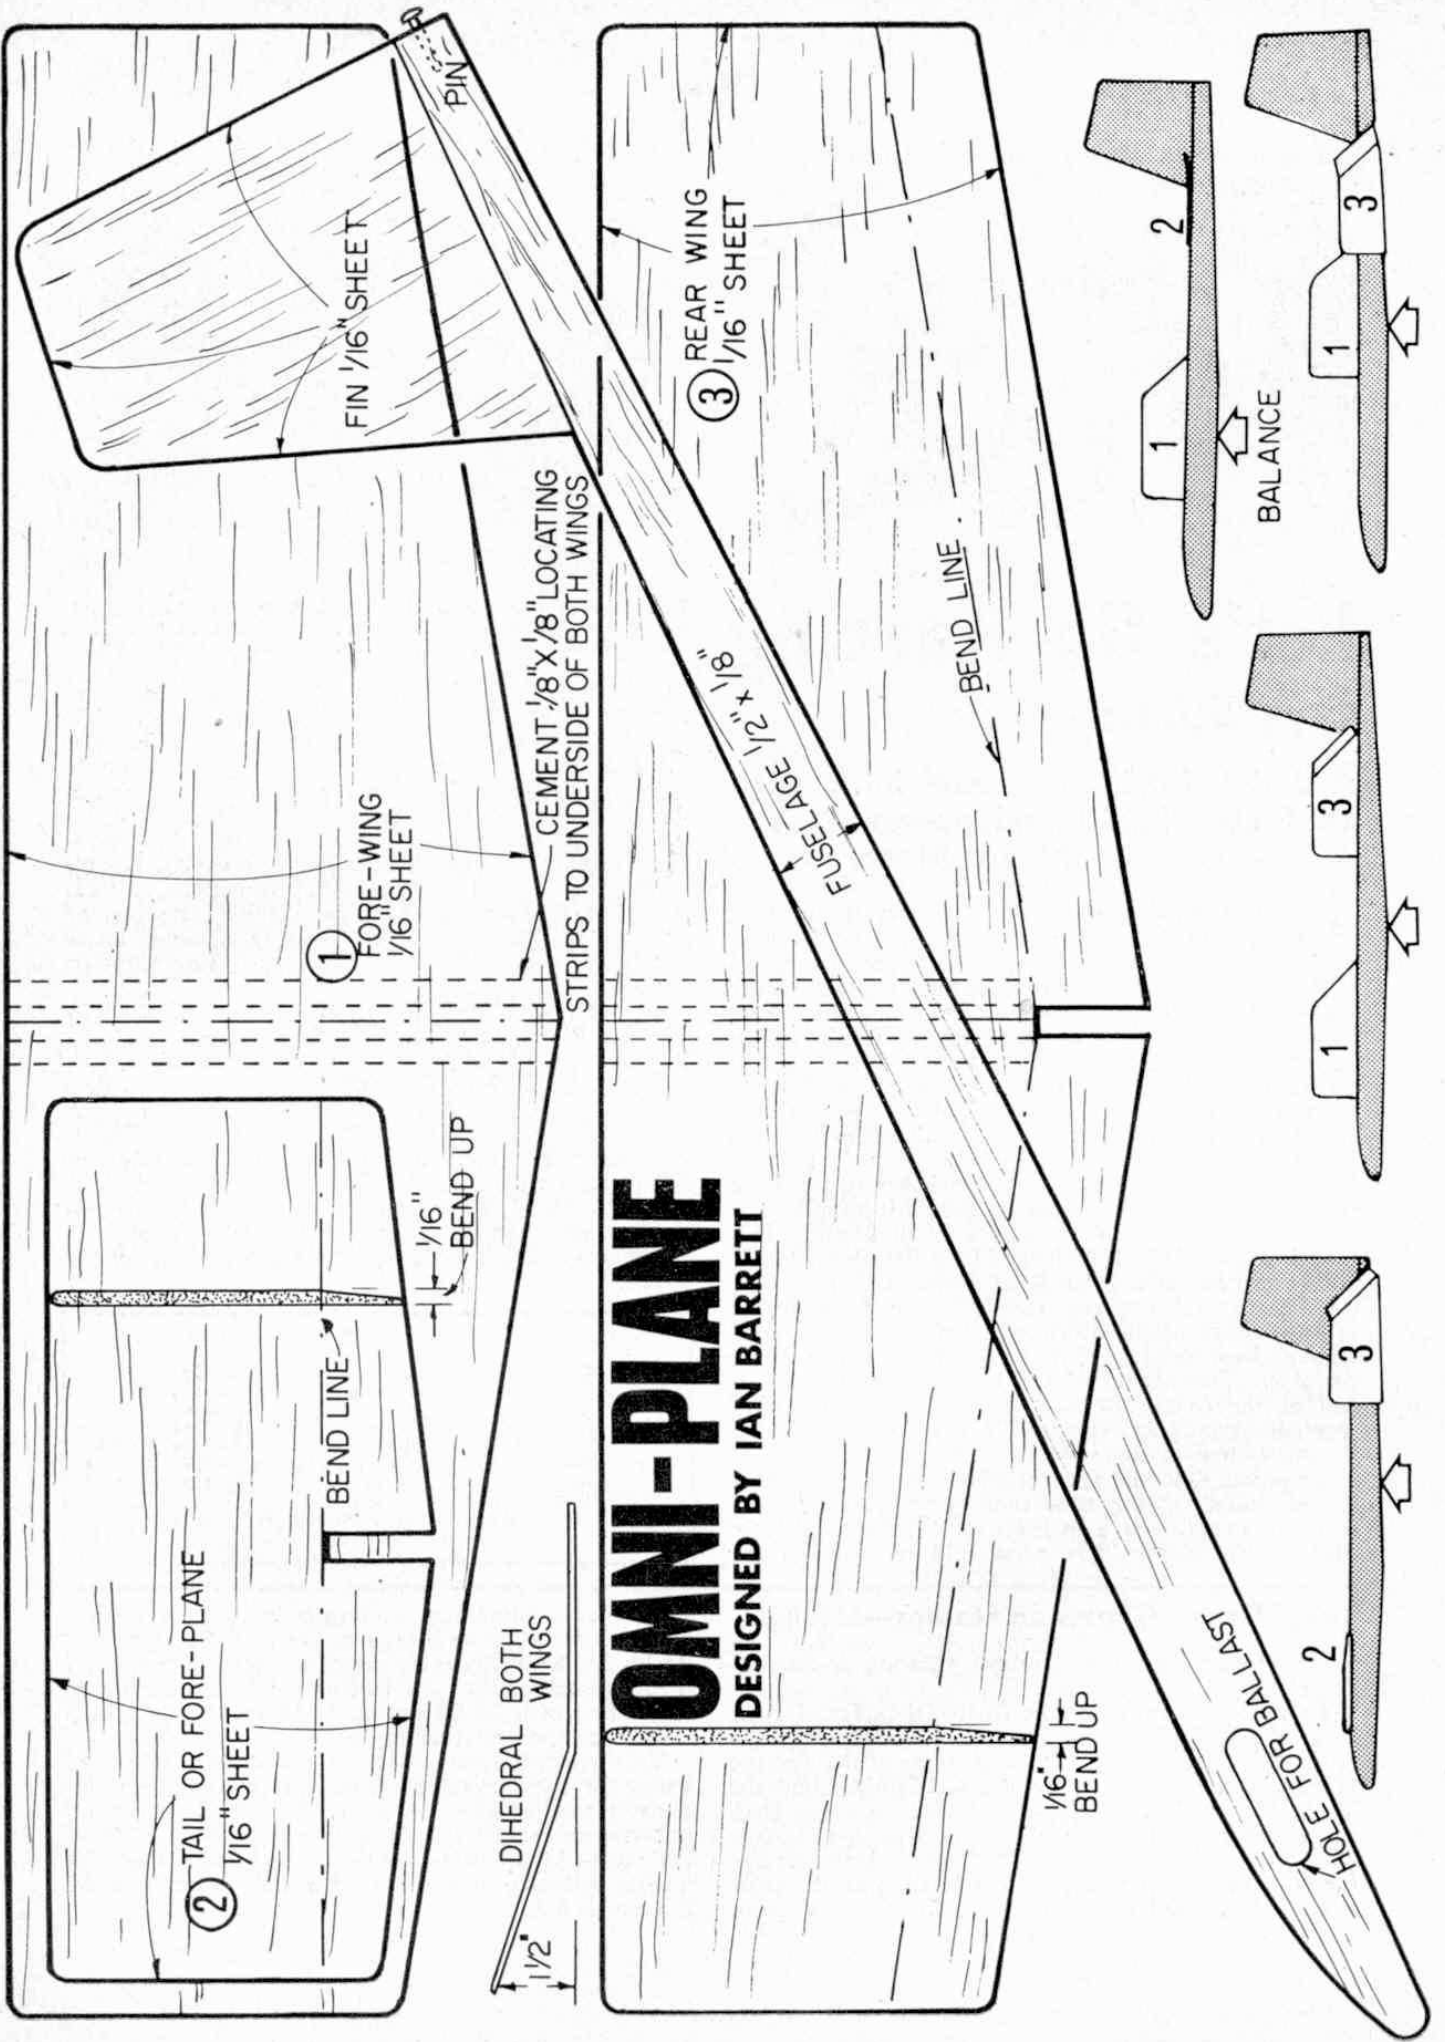 PIN
FIN 1/16" SHEET
① FORE-WING
1/16" SHEET
CEMENT 1/8" X 1/8" LOCATING
STRIPS TO UNDERSIDE OF BOTH WINGS
② TAIL OR FORE-PLANE
1/16" SHEET
BEND LINE
1/16"
BEND UP
DIHEDRAL BOTH
WINGS
1 1/2"
OMNI-PLANE
DESIGNED BY IAN BARRETT
③ REAR WING
1/16" SHEET
BEND LINE
FUSELAGE 1/2" x 1/8"
1/16"
BEND UP
HOLE FOR BALLAST
1
2
BALANCE
1
3
1
3
2
3